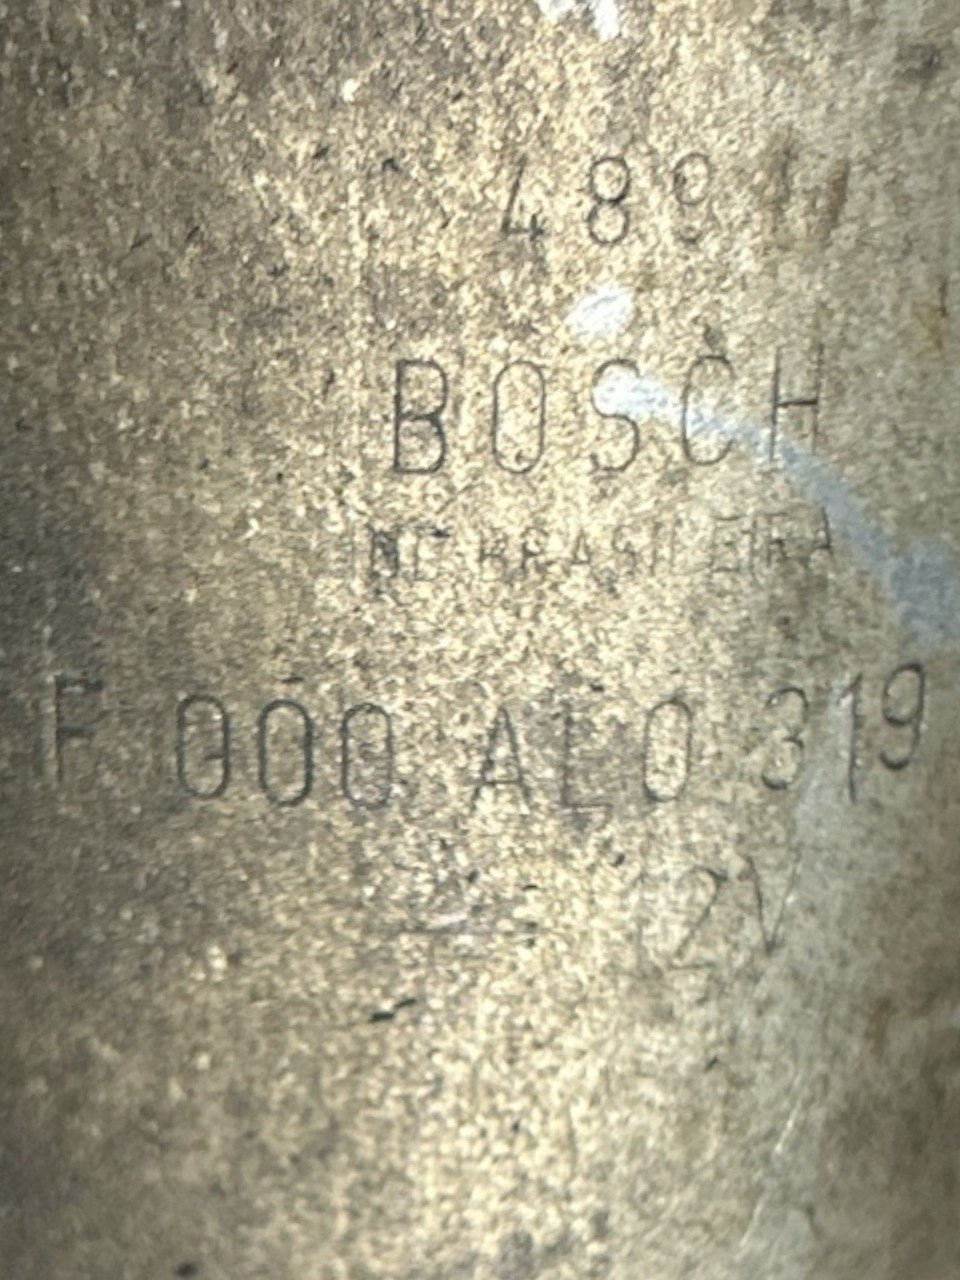 489
BOSCH
IND BRASILEIRA
F 000 AL0 319
12V